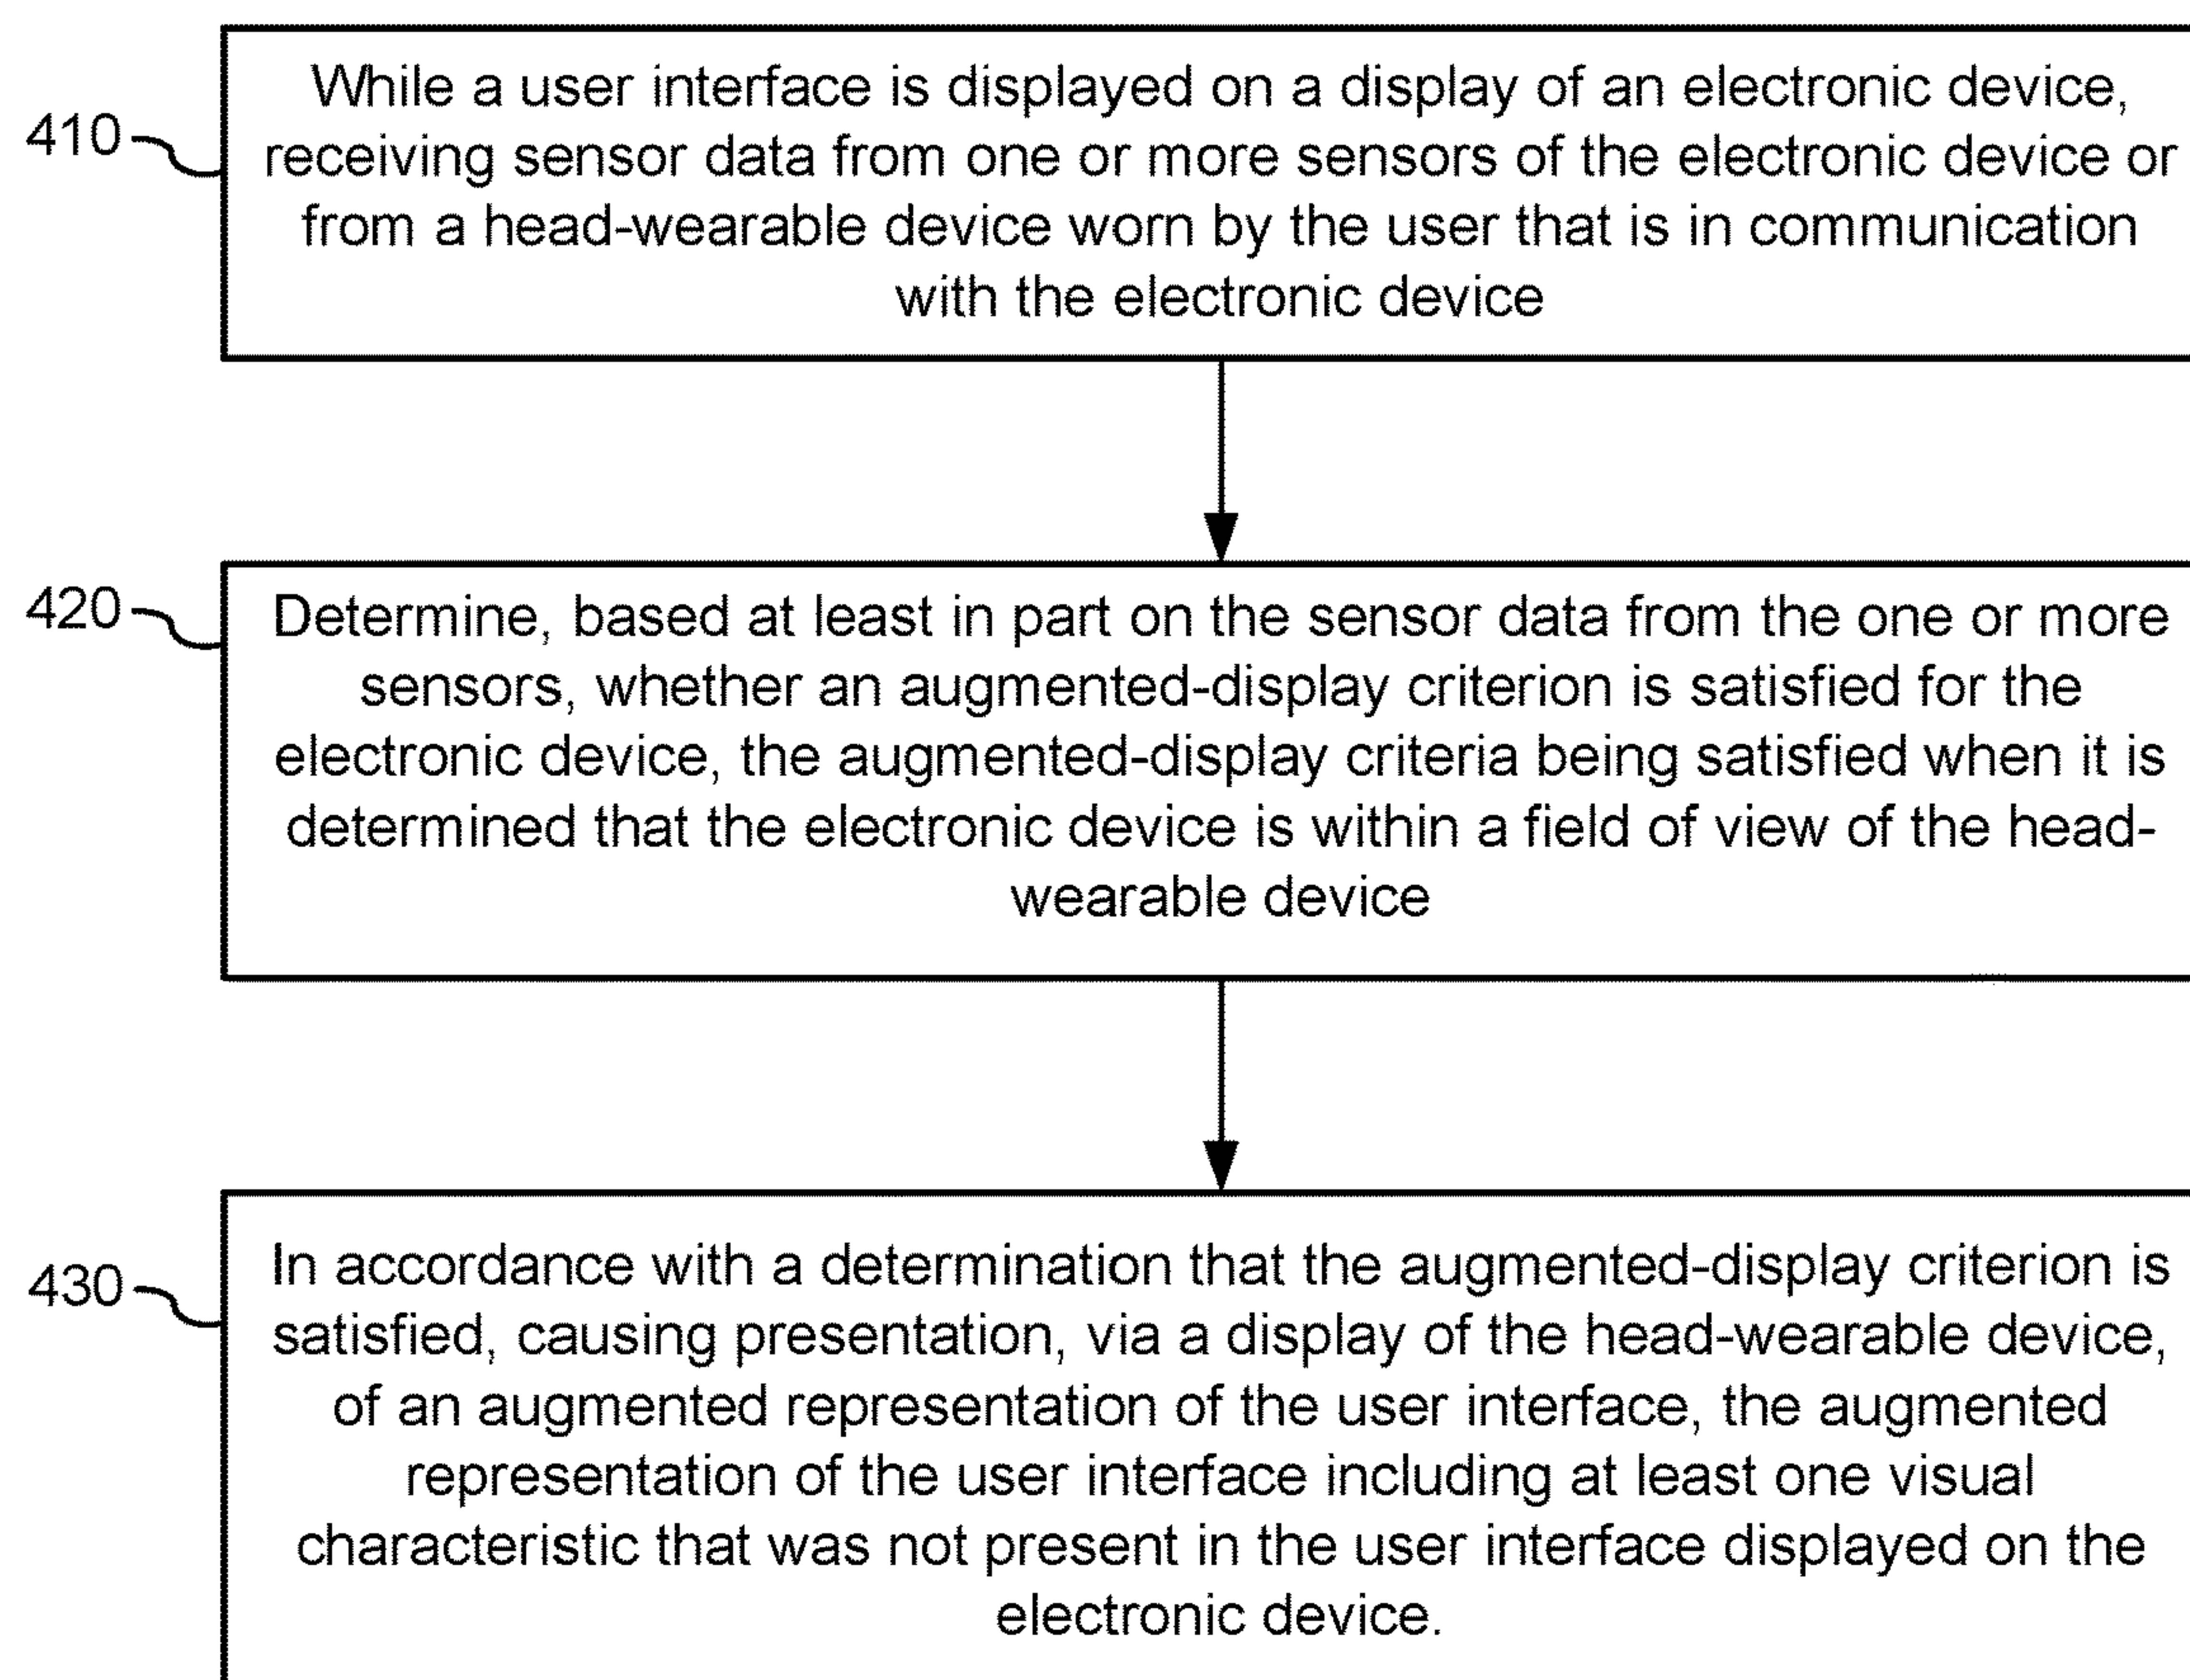 While a user interface is displayed on a display of an electronic device,
410
receiving sensor data from one or more sensors of the electronic device or
from a head-wearable device worn by the user that is in communication
with the electronic device
420
Determine, based at least in part on the sensor data from the one or more
sensors, whether an augmented-display criterion is satisfied for the
electronic device, the augmented-display criteria being satisfied when it is
determined that the electronic device is within a field of view of the head-
wearable device
430
In accordance with a determination that the augmented-display criterion is
satisfied, causing presentation, via a display of the head-wearable device,
of an augmented representation of the user interface, the augmented
representation of the user interface including at least one visual
characteristic that was not present in the user interface displayed on the
electronic device.